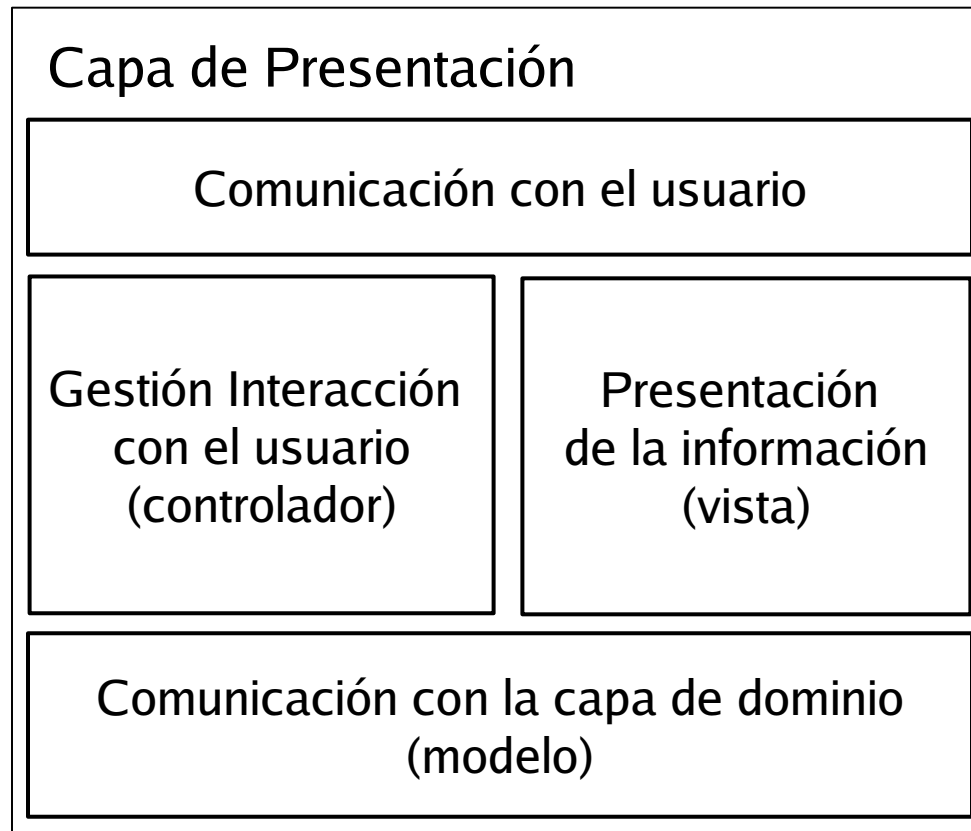 Capa de Presentación
Comunicación con el usuario
Gestión Interacción
con el usuario
(controlador)
Presentación
de la información
(vista)
Comunicación con la capa de dominio
(modelo)